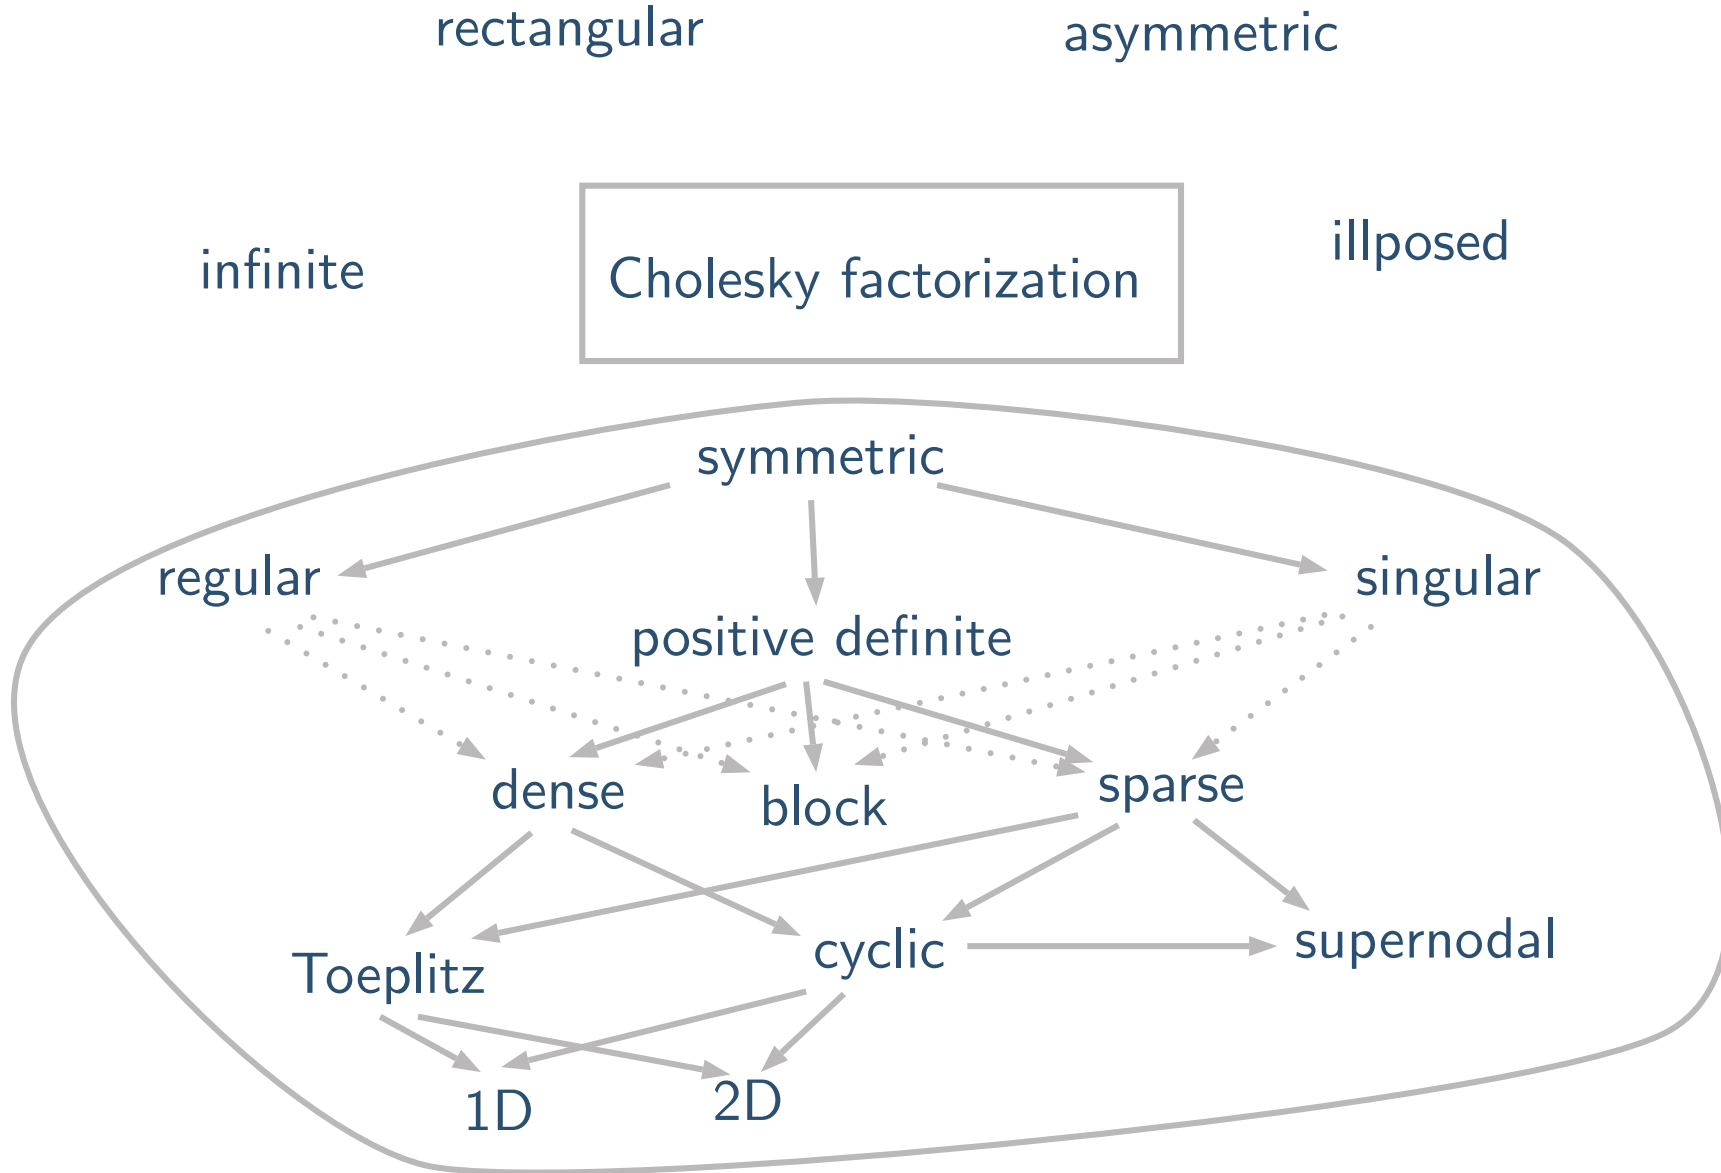 rectangular
asymmetric
infinite
Cholesky factorization
illposed
symmetric
regular
singular
positive definite
dense
block
sparse
Toeplitz
cyclic
supernodal
1D
2D